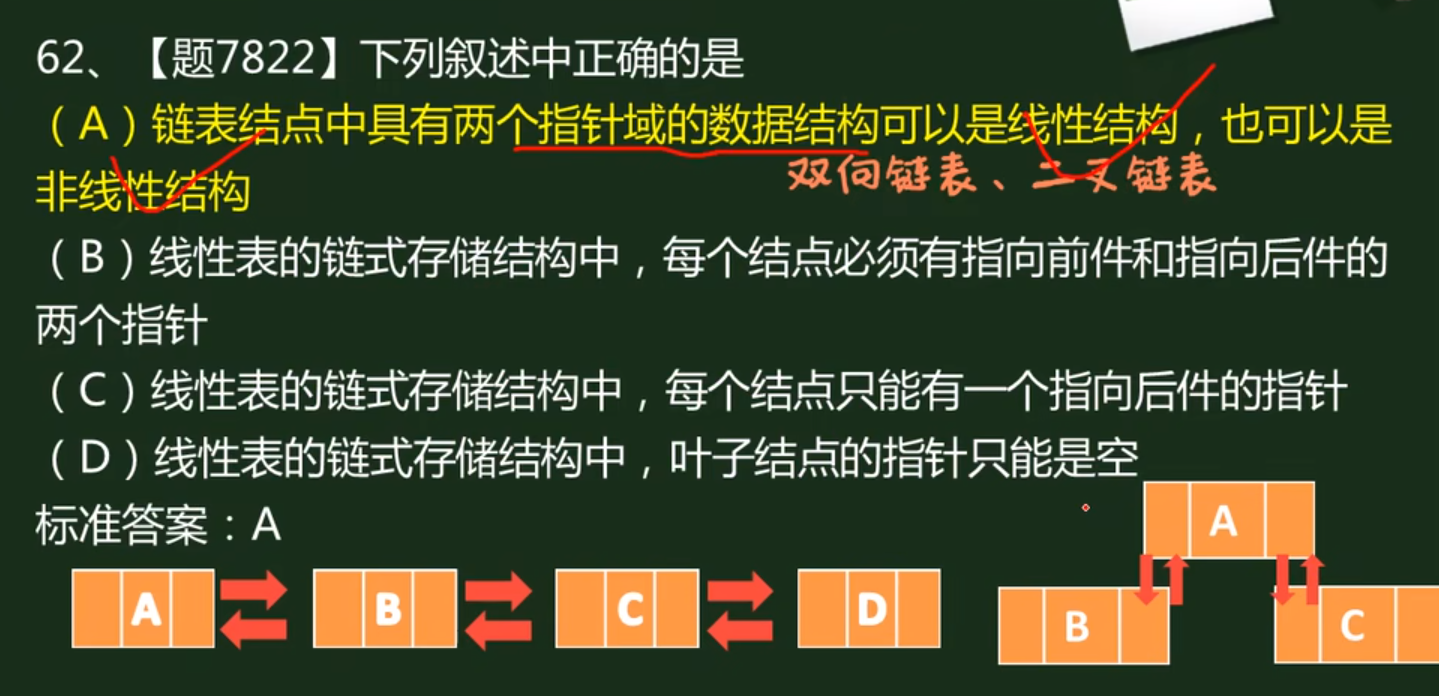 62、【题7822】下列叙述中正确的是
（A）链表结点中具有两个指针域的数据结构可以是线性结构，也可以是
双向链表、二叉链表
非线性结构
（B）线性表的链式存储结构中，每个结点必须有指向前件和指向后件的
两个指针
（C）线性表的链式存储结构中，每个结点只能有一个指向后件的指针
（D）线性表的链式存储结构中，叶子结点的指针只能是空
标准答案：A
A
A B C D
B C